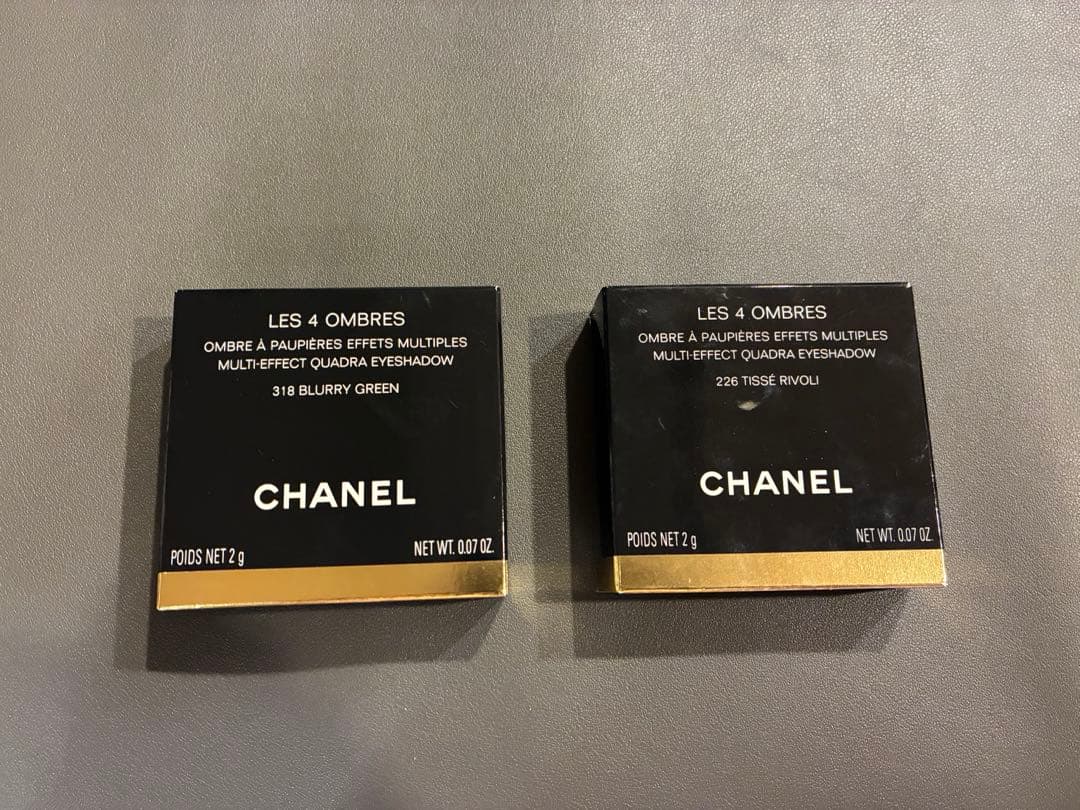 LES 4 OMBRES
OMBRE À PAUPIÈRES EFFETS MULTIPLES
MULTI-EFFECT QUADRA EYESHADOW
318 BLURRY GREEN
CHANEL
POIDS NET 2 g
NET WT. 0.07 OZ.
LES 4 OMBRES
OMBRE À PAUPIÈRES EFFETS MULTIPLES
MULTI-EFFECT QUADRA EYESHADOW
226 TISSÉ RIVOLI
CHANEL
POIDS NET 2 g
NET WT. 0.07 OZ.